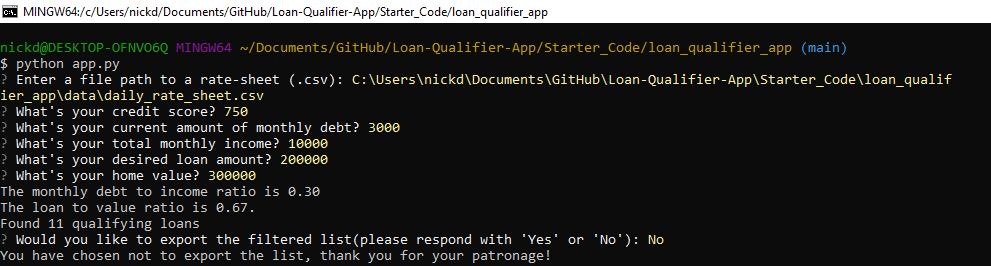 MINGW64:/c/Users/nickd/Documents/GitHub/Loan-Qualifier-App/Starter_Code/loan_qualifier_app
nickd@DESKTOP-OFNVO6Q MINGW64 ~/Documents/GitHub/Loan-Qualifier-App/Starter_Code/loan_qualifier_app (main)
$ python app.py
? Enter a file path to a rate-sheet (.csv): C:\Users\nickd\Documents\GitHub\Loan-Qualifier-App\Starter_Code\loan_qualif
ier_app\data\daily_rate_sheet.csv
? What's your credit score? 750
? What's your current amount of monthly debt? 3000
? What's your total monthly income? 10000
? What's your desired loan amount? 200000
? What's your home value? 300000
The monthly debt to income ratio is 0.30
The loan to value ratio is 0.67.
Found 11 qualifying loans
? Would you like to export the filtered list(please respond with 'Yes' or 'No'): No
You have chosen not to export the list, thank you for your patronage!